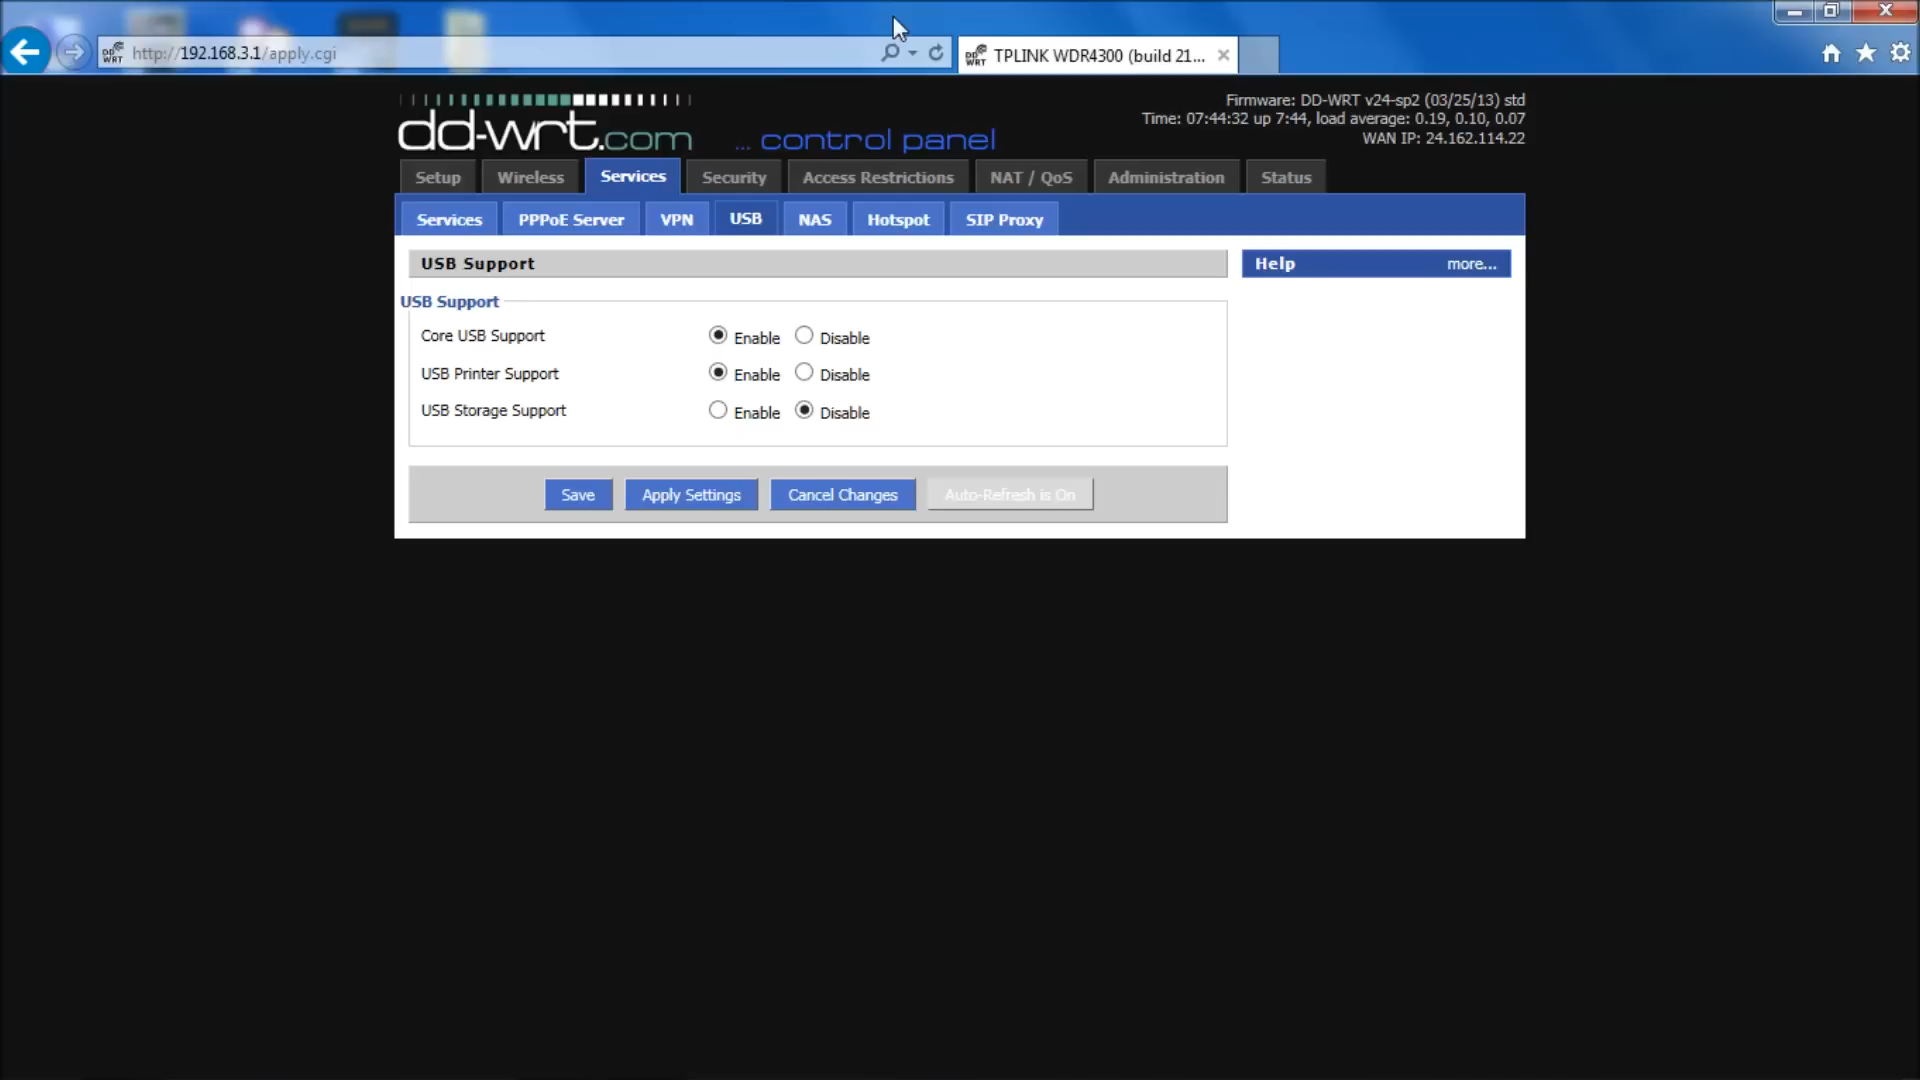 http://192.168.3.1/apply.cgi
TPLINK WDR4300 (build 21...
dd-wrt.com
... control panel
Firmware: DD-WRT v24-sp2 (03/25/13) std
Time: 07:44:32 up 7:44, load average: 0.19, 0.10, 0.07
WAN IP: 24.162.114.22
Setup Wireless Services Security Access Restrictions NAT / QoS Administration Status
Services PPPoE Server VPN USB NAS Hotspot SIP Proxy
USB Support
Help more...
USB Support
Core USB Support Enable Disable
USB Printer Support Enable Disable
USB Storage Support Enable Disable
Save Apply Settings Cancel Changes Auto-Refresh is On